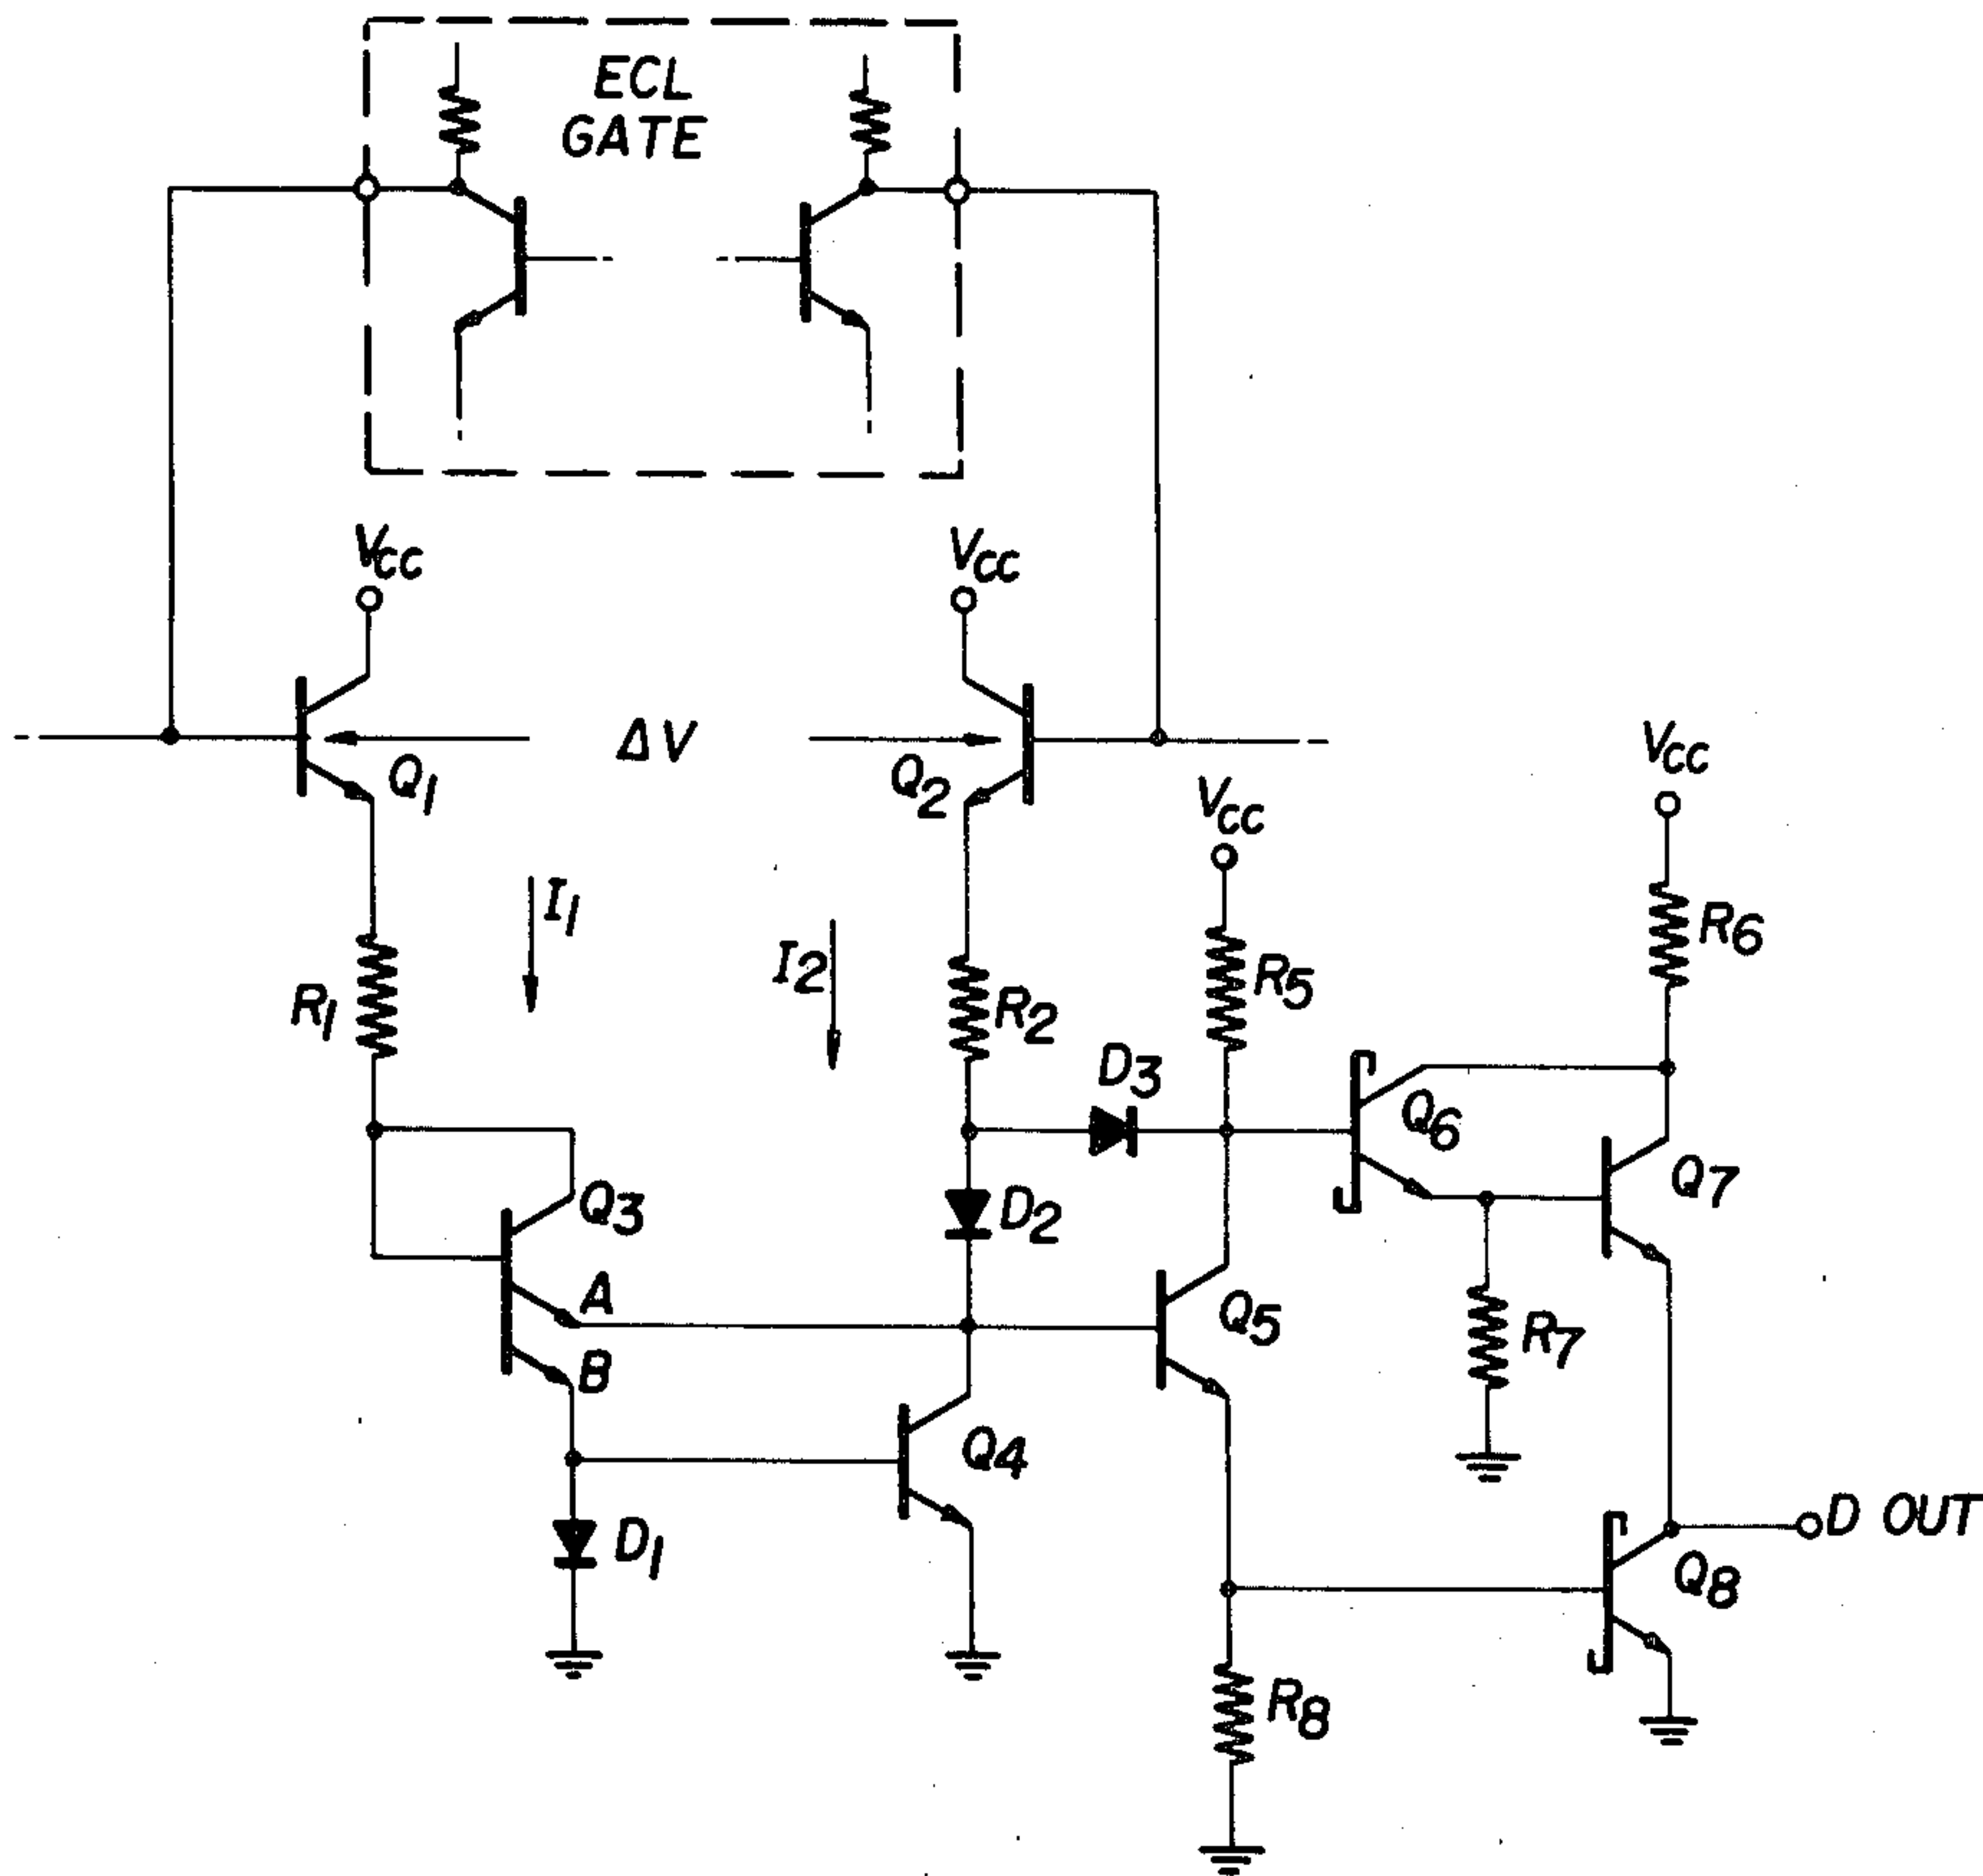 ECL
GATE
VCC
VCC
ΔV
Q1
Q2
VCC
VCC
I1
I2
R1
R2
R5
R6
D3
Q6
Q3
D2
Q7
A
Q5
B
R7
Q4
D1
D OUT
Q8
R8